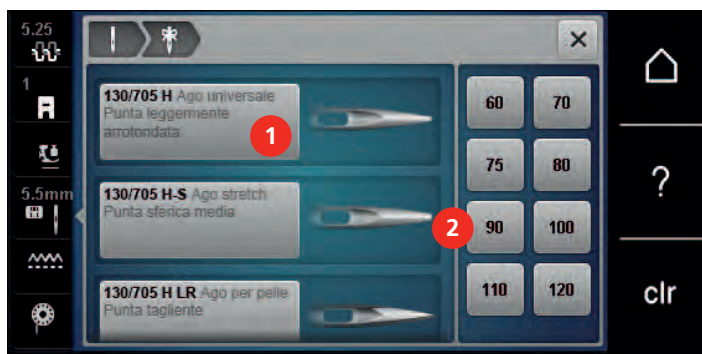 5.25
1
5.5mm
130/705 H Ago universale
Punta leggermente
arrotondata
1
130/705 H-S Ago stretch
Punta sferica media
2
130/705 H LR Ago per pelle
Punta tagliente
60 70
75 80
90 100
110 120
?
clr